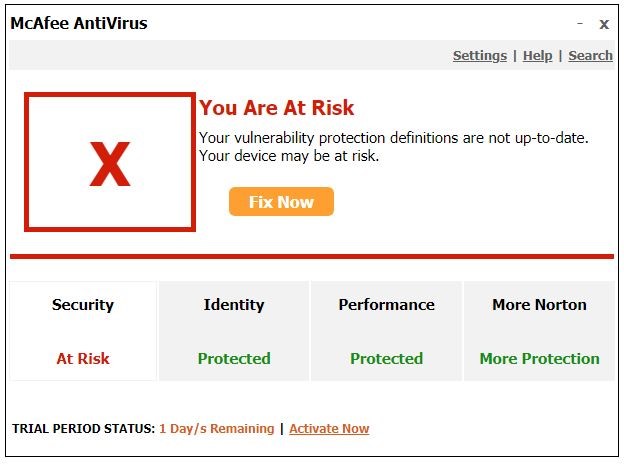 McAfee AntiVirus - x
Settings | Help | Search
X
You Are At Risk
Your vulnerability protection definitions are not up-to-date.
Your device may be at risk.
Fix Now
Security Identity Performance More Norton
At Risk Protected Protected More Protection
TRIAL PERIOD STATUS: 1 Day/s Remaining | Activate Now